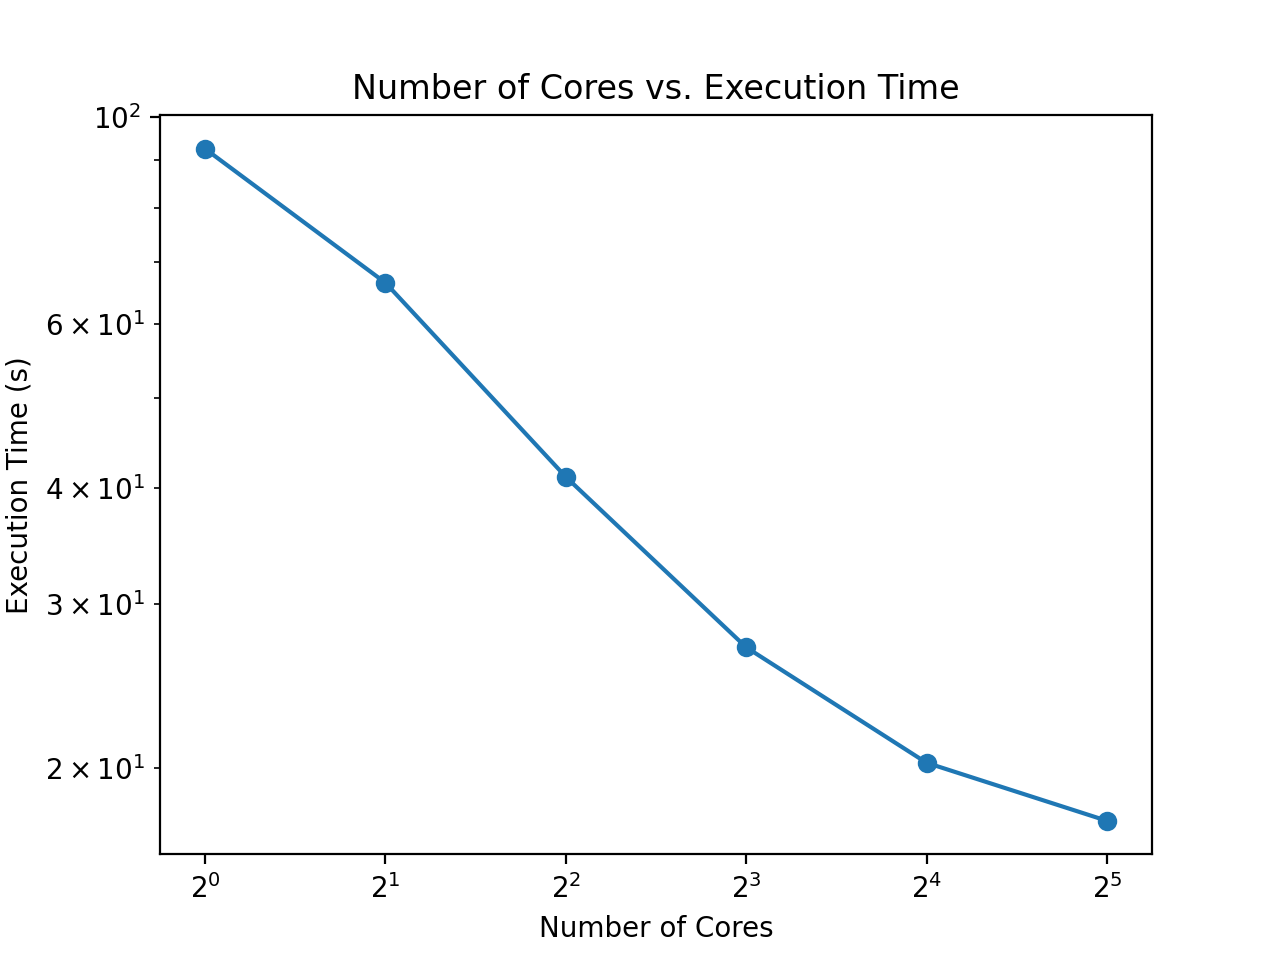 Number of Cores vs. Execution Time
10²
6 × 10¹
4 × 10¹
3 × 10¹
2 × 10¹
Execution Time (s)
2⁰ 2¹ 2² 2³ 2⁴ 2⁵
Number of Cores